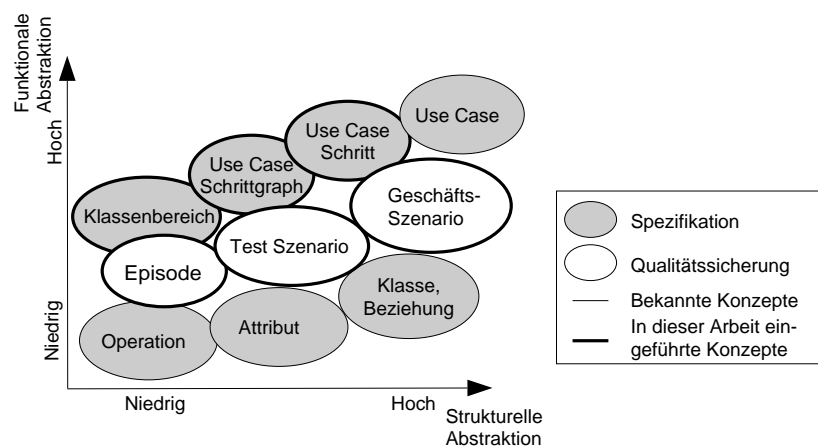 Funktionale
Abstraktion
Hoch
Niedrig
Use Case
Use Case
Schritt
Use Case
Schrittgraph
Klassenbereich
Geschäfts-
Szenario
Test Szenario
Episode
Klasse,
Beziehung
Attribut
Operation
Niedrig
Hoch
Strukturelle
Abstraktion
Spezifikation
Qualitätssicherung
Bekannte Konzepte
In dieser Arbeit ein-
geführte Konzepte